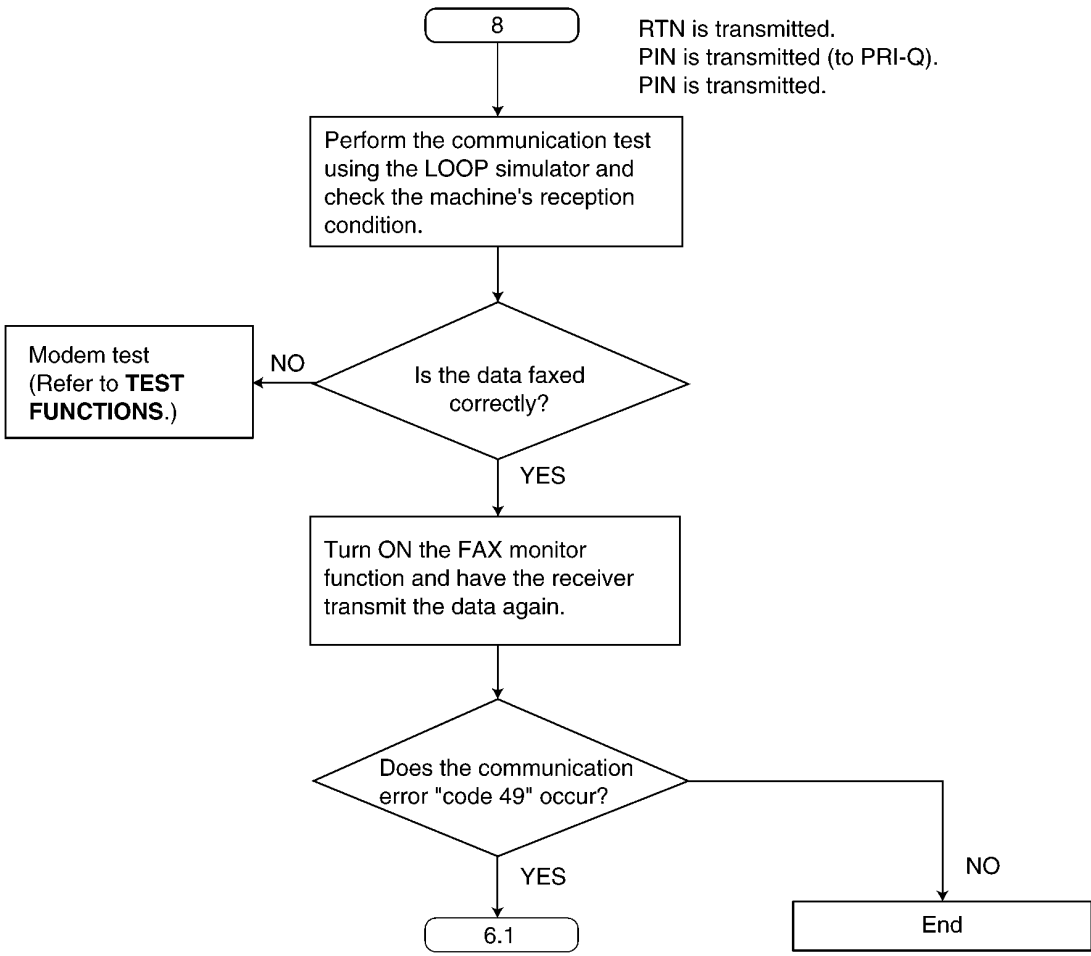 8
RTN is transmitted.
PIN is transmitted (to PRI-Q).
PIN is transmitted.
Perform the communication test
using the LOOP simulator and
check the machine's reception
condition.
Modem test
(Refer to TEST
FUNCTIONS.)
NO
Is the data faxed
correctly?
YES
Turn ON the FAX monitor
function and have the receiver
transmit the data again.
Does the communication
error "code 49" occur?
YES
NO
6.1
End